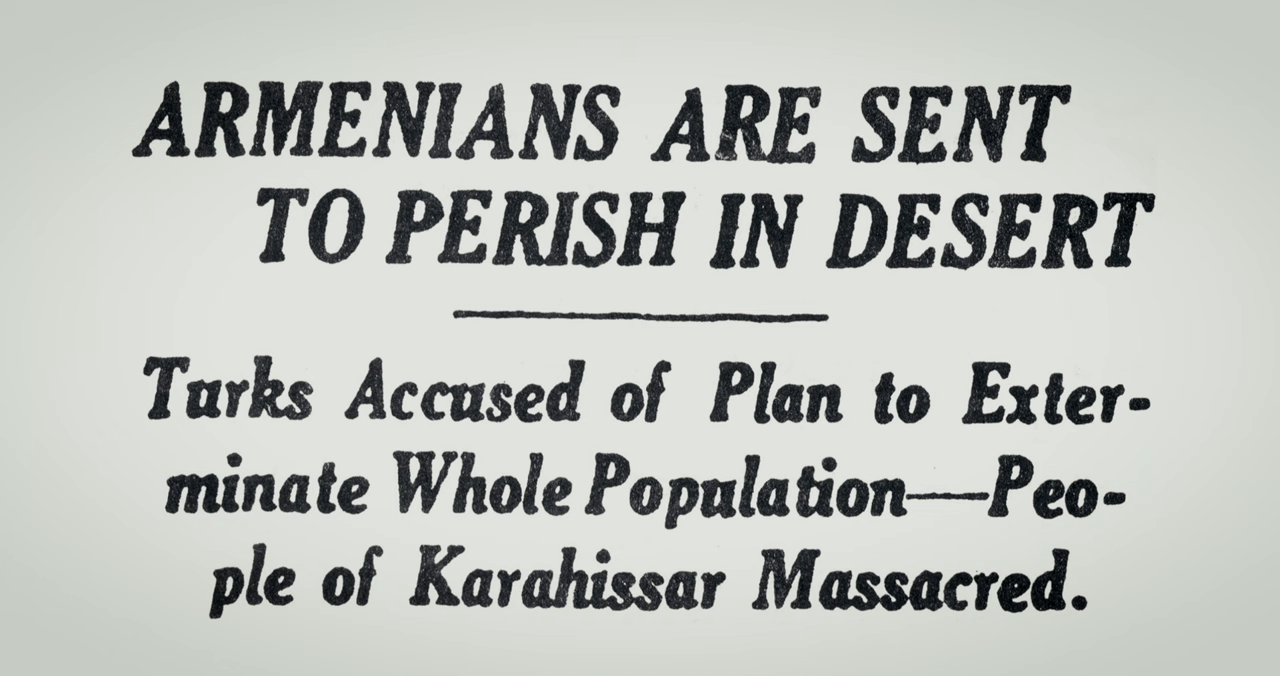 ARMENIANS ARE SENT
TO PERISH IN DESERT
Turks Accused of Plan to Exter-
minate Whole Population—Peo-
ple of Karahissar Massacred.